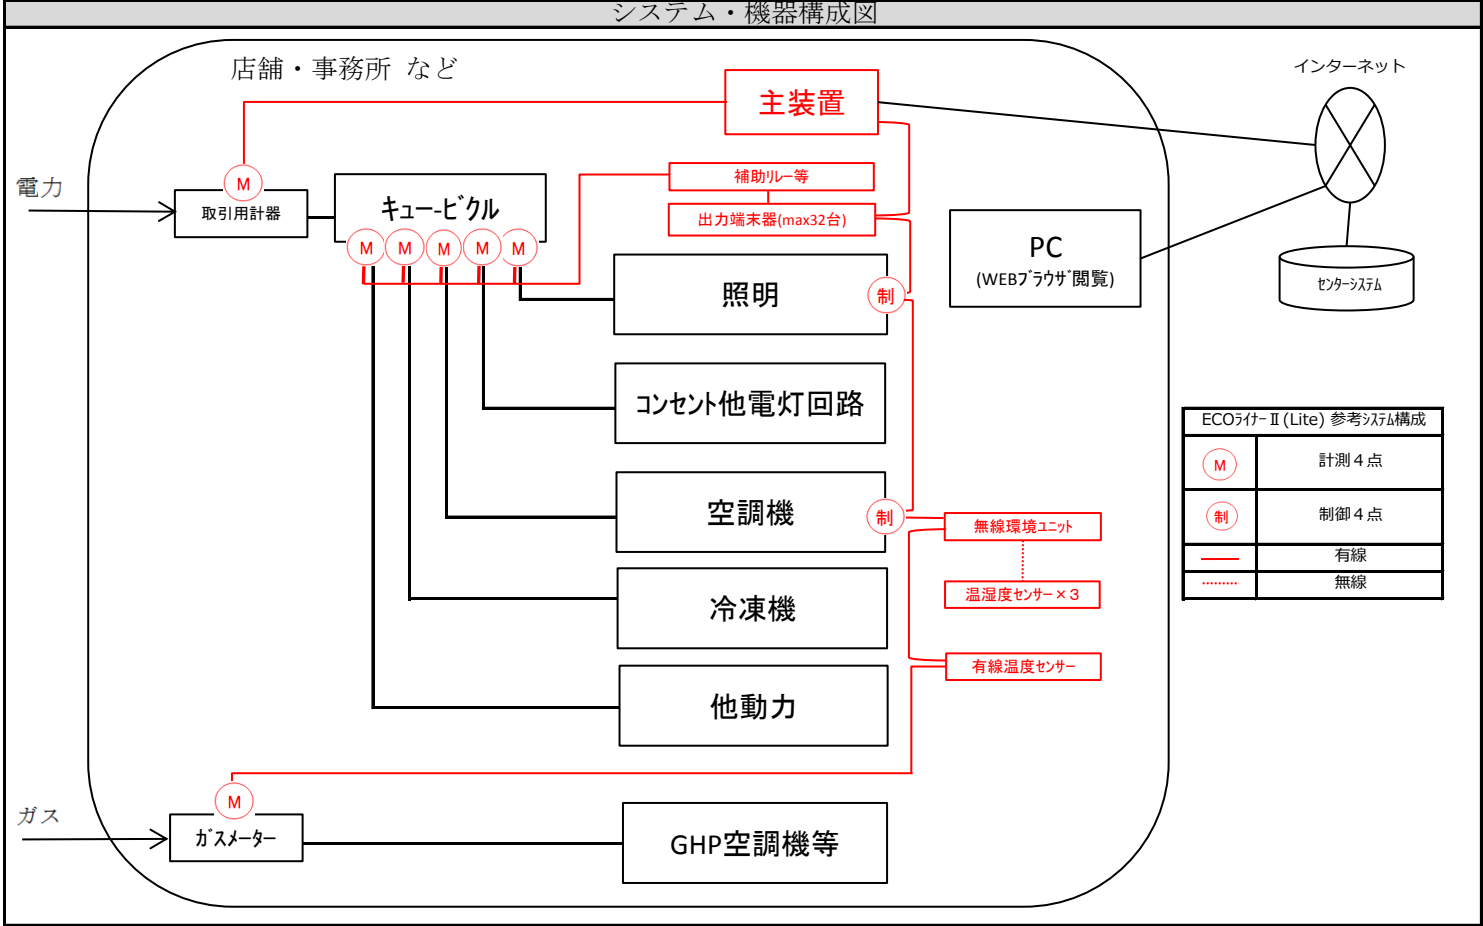 システム・機器構成図
店舗・事務所 など
インターネット
主装置
電力
M
取引用計器
キュービクル
補助リレー等
出力端末器(max32台)
M M M M M
PC
(WEBブラウザ閲覧)
センターシステム
照明
制
コンセント他電灯回路
ECOライナーⅡ(Lite) 参考システム構成
M 計測４点
制 制御４点
有線
無線
空調機
制
無線環境ユニット
温湿度センサー×３
冷凍機
有線温度センサー
他動力
ガス
M
ガスメーター
GHP空調機等